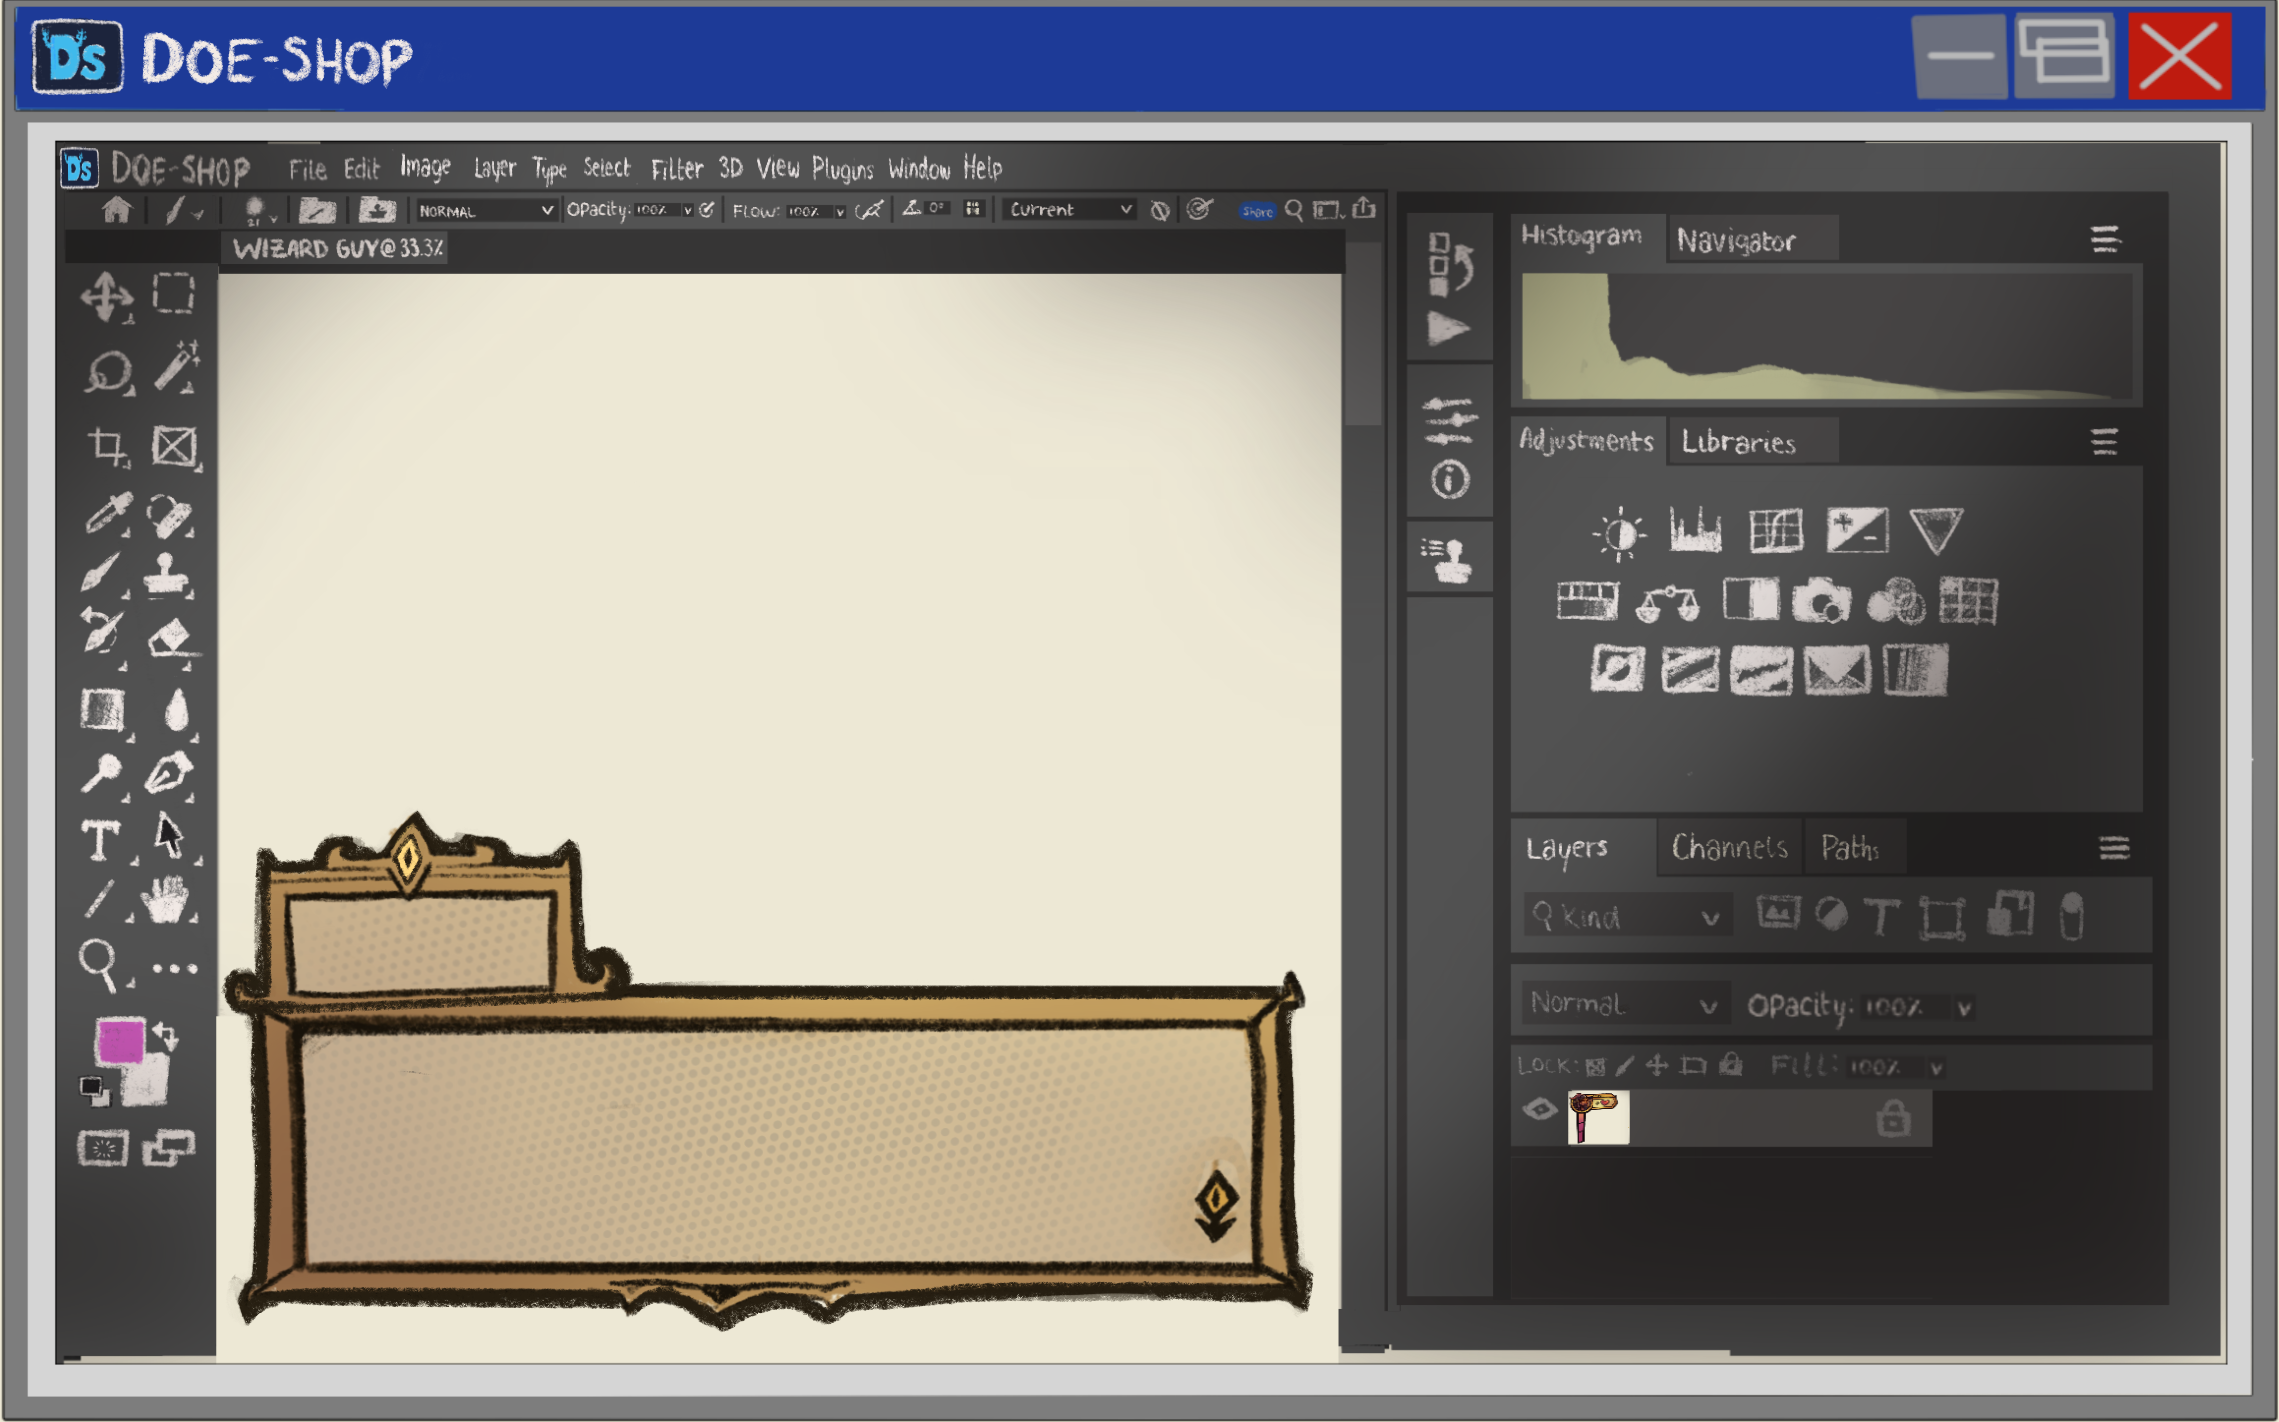 Ds DOE-SHOP
Ds DOE-SHOP File Edit Image Layer Type Select Filter 3D View Plugins Window Help
21 NORMAL OPACITY: 100% FLOW: 100% 0° Current Share
WIZARD GUY@33.3%
Histogram Navigator
Adjustments Libraries
T
Layers Channels Paths
Kind T
Normal Opacity: 100%
LOCK: Fill: 100%